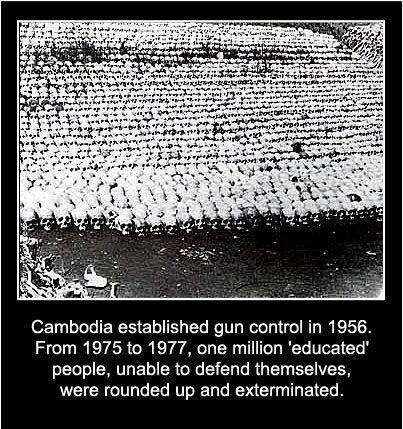 Cambodia established gun control in 1956.
From 1975 to 1977, one million 'educated'
people, unable to defend themselves,
were rounded up and exterminated.